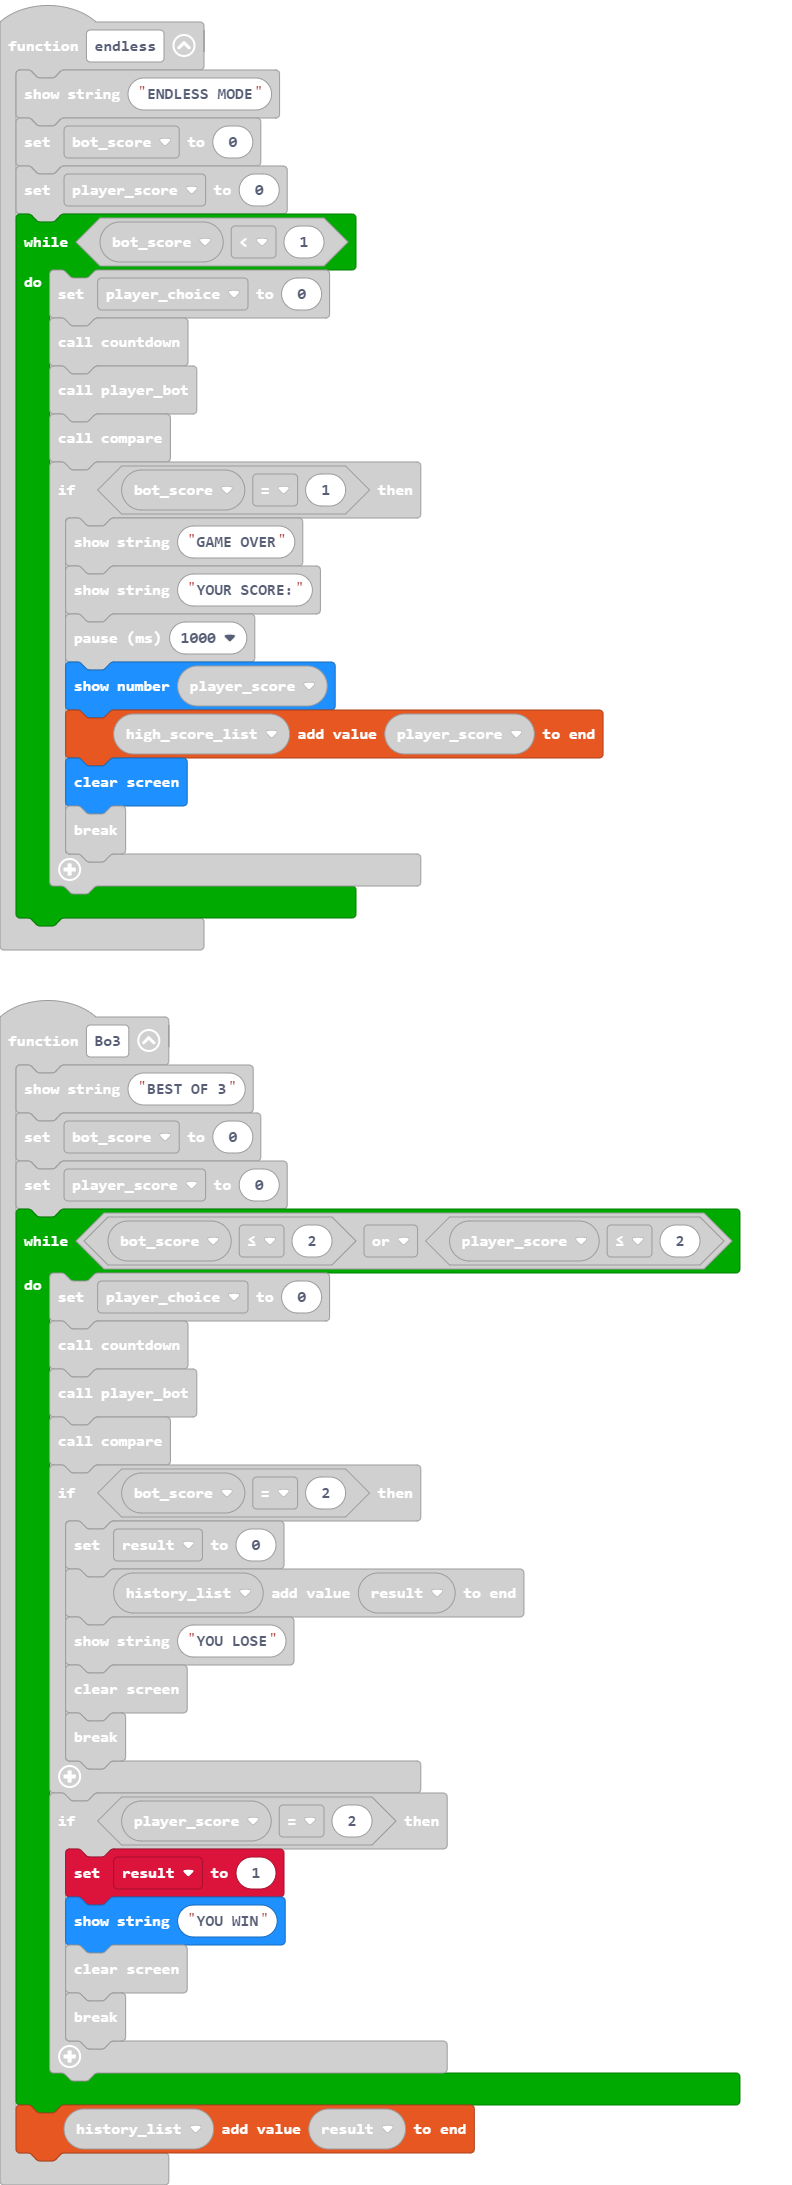 function endless
show string "ENDLESS MODE"
set bot_score to 0
set player_score to 0
while bot_score < 1
do
set player_choice to 0
call countdown
call player_bot
call compare
if bot_score = 1 then
show string "GAME OVER"
show string "YOUR SCORE:"
pause (ms) 1000
show number player_score
high_score_list add value player_score to end
clear screen
break
function Bo3
show string "BEST OF 3"
set bot_score to 0
set player_score to 0
while bot_score ≤ 2 or player_score ≤ 2
do
set player_choice to 0
call countdown
call player_bot
call compare
if bot_score = 2 then
set result to 0
history_list add value result to end
show string "YOU LOSE"
clear screen
break
if player_score = 2 then
set result to 1
show string "YOU WIN"
clear screen
break
history_list add value result to end